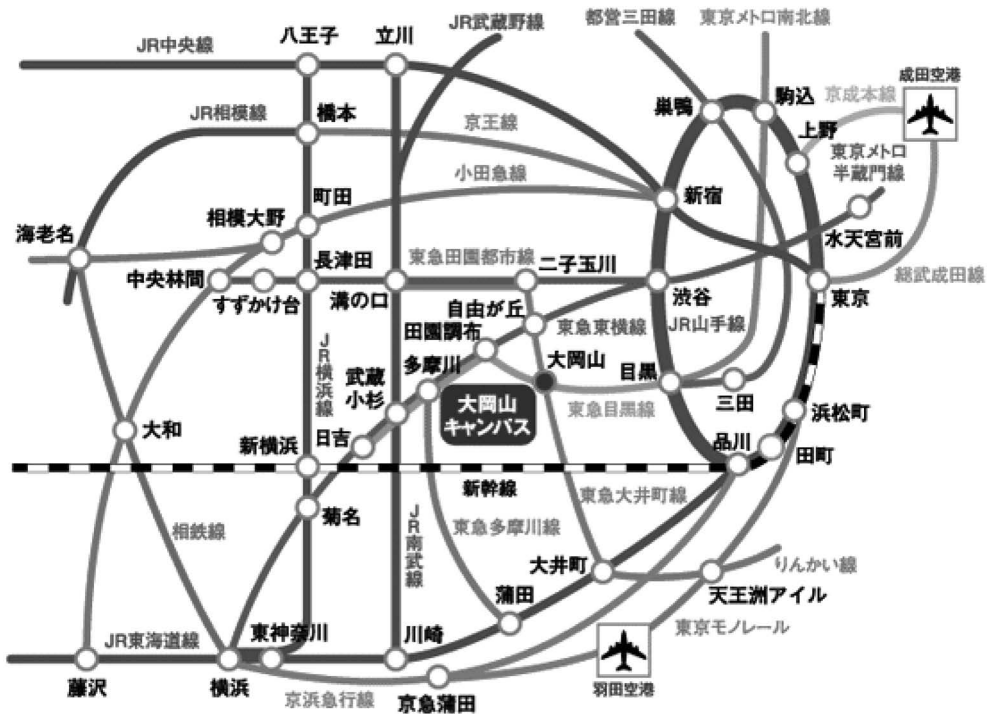 JR中央線
八王子
立川
JR武蔵野線
都営三田線
東京メトロ南北線
成田空港
JR相模線
橋本
京王線
巣鴨
駒込
京成本線
上野
東京メトロ
半蔵門線
小田急線
町田
相模大野
新宿
海老名
水天宮前
中央林間
長津田
東急田園都市線
二子玉川
渋谷
東京
総武成田線
すずかけ台
溝の口
自由が丘
東急東横線
JR山手線
田園調布
大岡山
目黒
三田
JR横浜線
武蔵
小杉
多摩川
大岡山
キャンパス
東急目黒線
浜松町
大和
新横浜
日吉
品川
田町
新幹線
東急大井町線
相鉄線
菊名
JR南武線
東急多摩川線
大井町
りんかい線
蒲田
天王洲アイル
JR東海道線
東神奈川
川崎
東京モノレール
藤沢
横浜
京浜急行線
京急蒲田
羽田空港